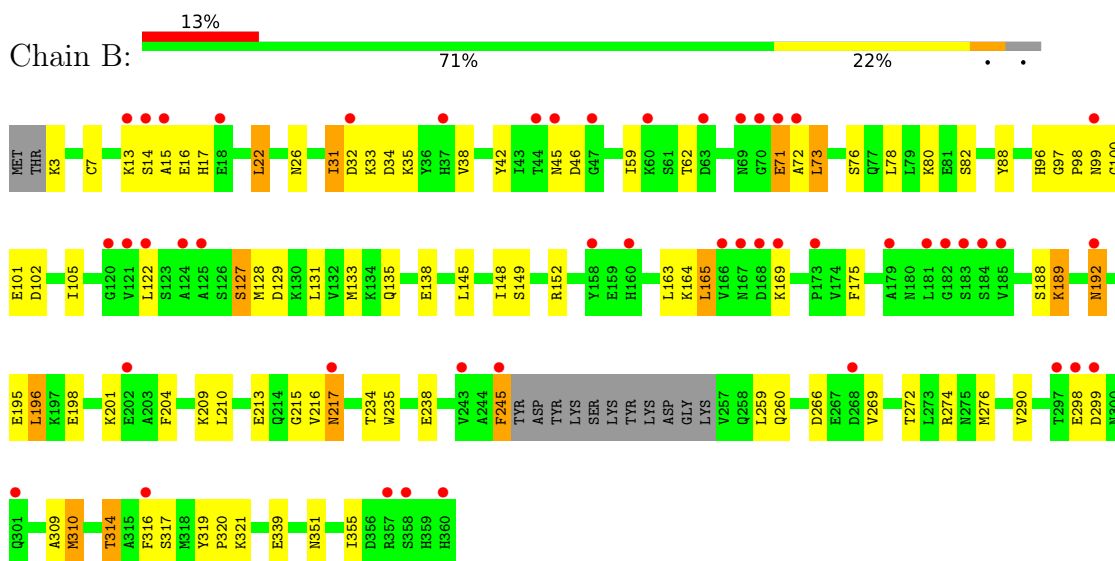 13%
Chain B:
71% 22% • •
MET THR K3 C7 K13 S14 A15 E16 H17 E18 L22 N26 I31 D32 K33 D34 K35 Y36 H37 V38 Y42 I43 T44 N45 D46 G47 I59 K60 S61 T62 D63 N69 G70 E71 A72 L73 S76 Q77 L78 L79 K80 E81 S82 Y88 H96 G97 P98 N99 G100
E101 D102 I105 G120 V121 L122 S123 A124 A125 S126 S127 M128 D129 K130 L131 V132 M133 K134 Q135 E138 L145 I148 S149 R152 Y158 E159 H160 L163 K164 L165 V166 N167 D168 K169 P173 V174 F175 A179 N180 L181 G182 S183 S184 V185 S188 K189 N192
E195 L196 K197 E198 K201 E202 A203 F204 K209 L210 E213 Q214 G215 V216 N217 T234 W235 E238 V243 A244 F245 TYR ASP TYR LYS SER LYS TYR LYS ASP GLY LYS V257 Q258 L259 Q260 D266 E267 D268 V269 T272 L273 R274 N275 M276 V290 T297 E298 D299 N300
Q301 A309 M310 T314 A315 F316 S317 M318 Y319 P320 K321 E339 N351 I355 D356 R357 S358 H359 H360